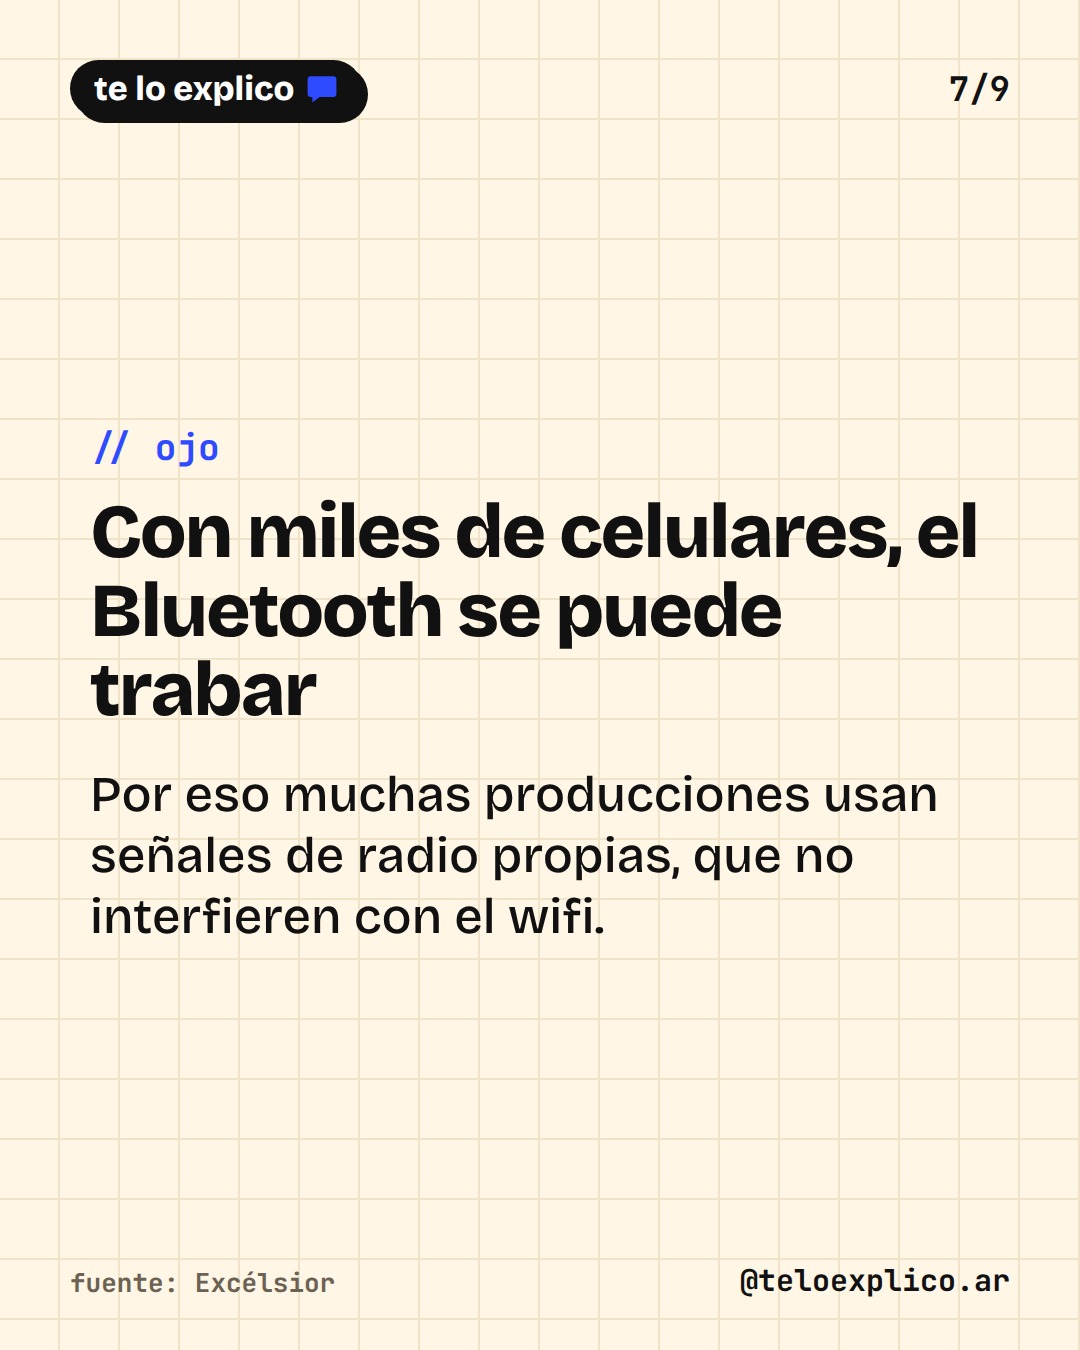 te lo explico
7/9
// ojo
Con miles de celulares, el
Bluetooth se puede
trabar
Por eso muchas producciones usan
señales de radio propias, que no
interfieren con el wifi.
fuente: Excélsior
@teloexplico.ar